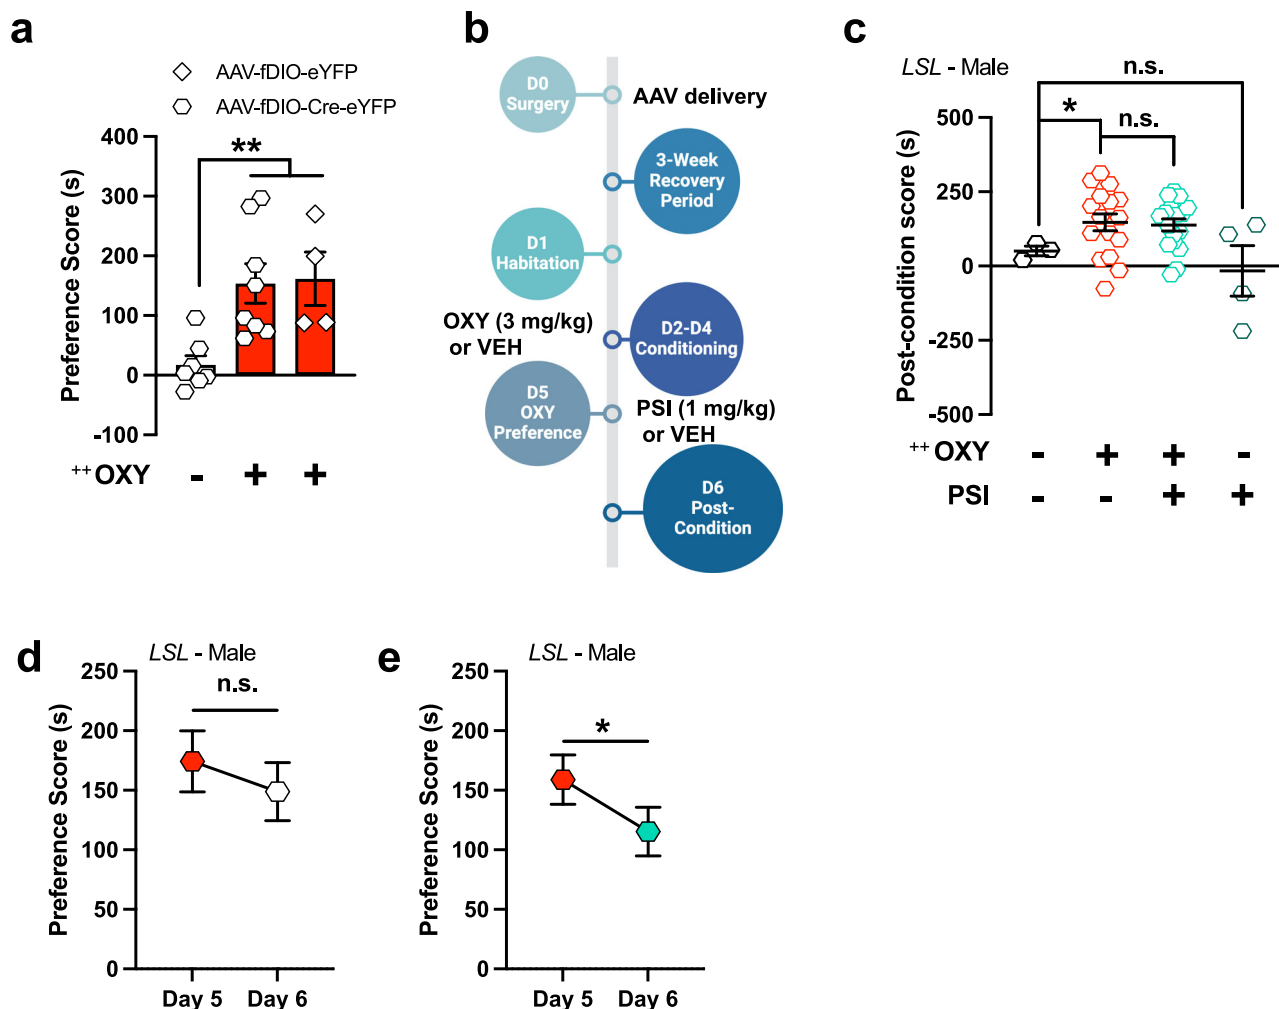 a
AAV-fDIO-eYFP
AAV-fDIO-Cre-eYFP
Preference Score (s)
400
300
200
100
0
-100
**
++ OXY - + +
b
D0
Surgery
AAV delivery
3-Week
Recovery
Period
D1
Habitation
OXY (3 mg/kg)
or VEH
D2-D4
Conditioning
D5
OXY
Preference
PSI (1 mg/kg)
or VEH
D6
Post-
Condition
c
LSL - Male
n.s.
*
n.s.
Post-condition score (s)
500
250
0
-250
-500
++ OXY - + + -
PSI - - + +
d
LSL - Male
n.s.
Preference Score (s)
250
200
150
100
50
0
Day 5 Day 6
e
LSL - Male
*
Preference Score (s)
250
200
150
100
50
0
Day 5 Day 6